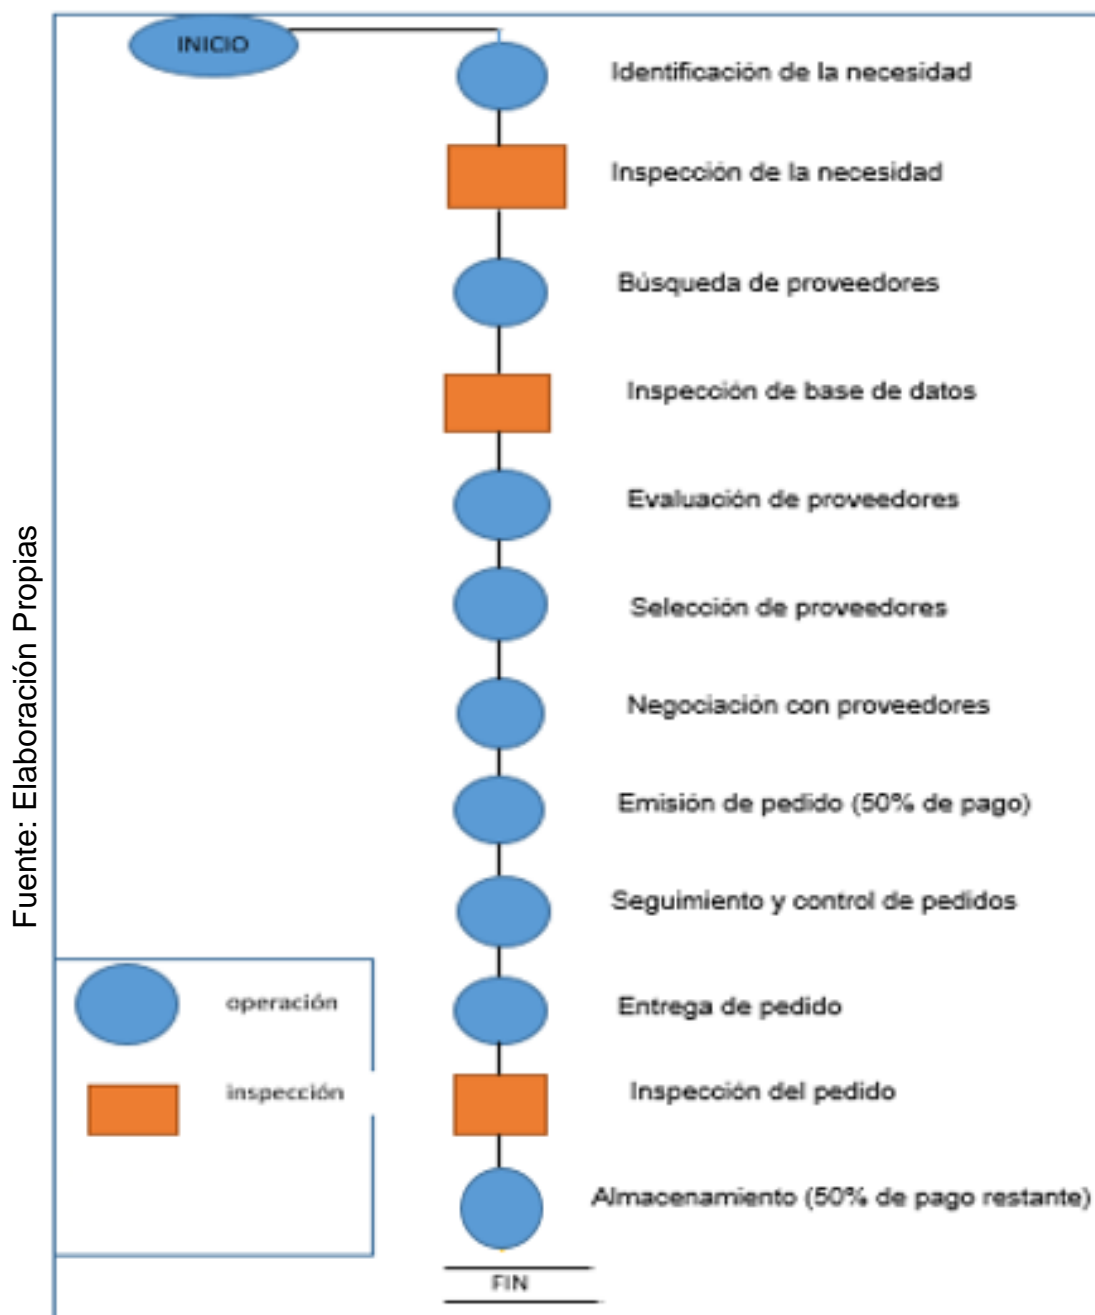 INICIO
Identificación de la necesidad
Inspección de la necesidad
Búsqueda de proveedores
Inspección de base de datos
Evaluación de proveedores
Selección de proveedores
Negociación con proveedores
Emisión de pedido (50% de pago)
Seguimiento y control de pedidos
Entrega de pedido
Inspección del pedido
Almacenamiento (50% de pago restante)
FIN
operación
inspección
Fuente: Elaboración Propias